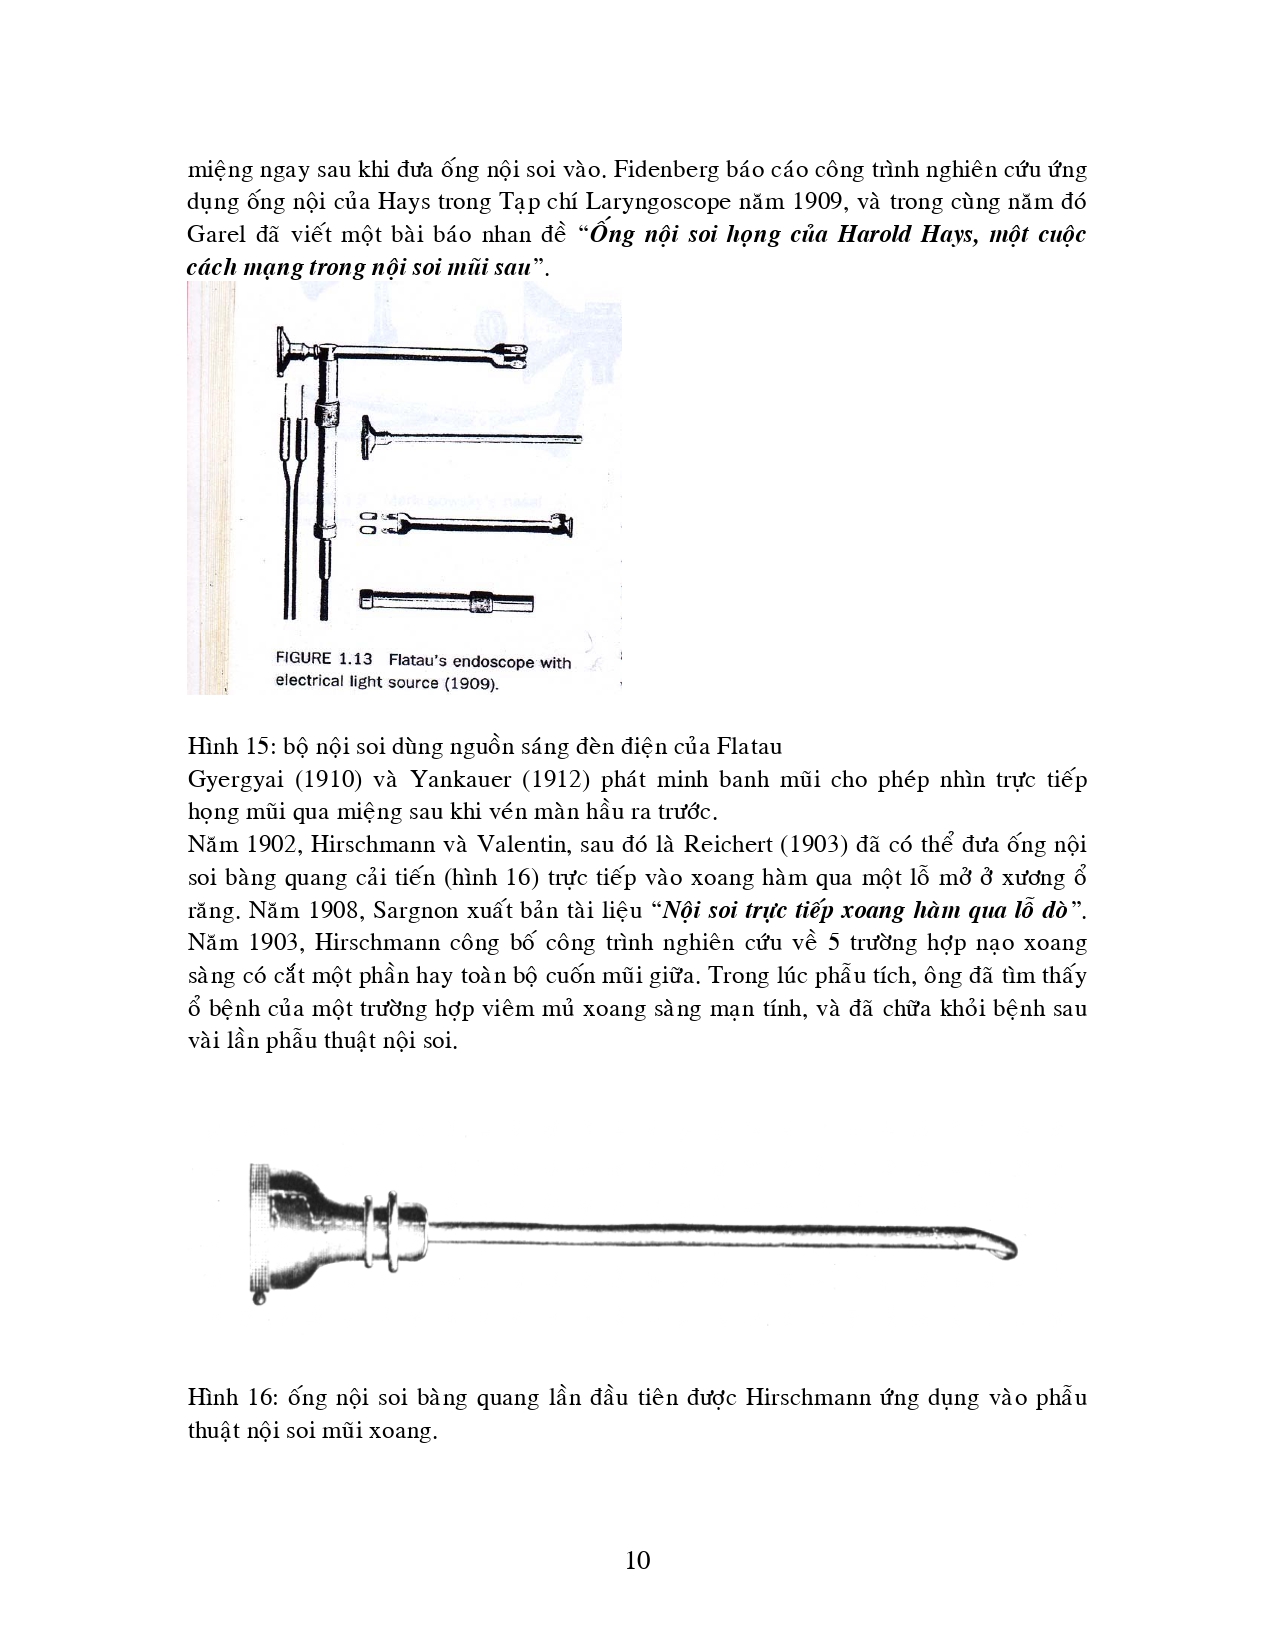 miệng ngay sau khi đưa ống nội soi vào. Fidenberg báo cáo công trình nghiên cứu ứng
dụng ống nội của Hays trong Tạp chí Laryngoscope năm 1909, và trong cùng năm đó
Garel đã viết một bài báo nhan đề “Ống nội soi họng của Harold Hays, một cuộc
cách mạng trong nội soi mũi sau”.
FIGURE 1.13 Flatau's endoscope with
electrical light source (1909).
Hình 15: bộ nội soi dùng nguồn sáng đèn điện của Flatau
Gyergyai (1910) và Yankauer (1912) phát minh banh mũi cho phép nhìn trực tiếp
họng mũi qua miệng sau khi vén màn hầu ra trước.
Năm 1902, Hirschmann và Valentin, sau đó là Reichert (1903) đã có thể đưa ống nội
soi bàng quang cải tiến (hình 16) trực tiếp vào xoang hàm qua một lỗ mở ở xương ổ
răng. Năm 1908, Sargnon xuất bản tài liệu “Nội soi trực tiếp xoang hàm qua lỗ dò”.
Năm 1903, Hirschmann công bố công trình nghiên cứu về 5 trường hợp nạo xoang
sàng có cắt một phần hay toàn bộ cuốn mũi giữa. Trong lúc phẫu tích, ông đã tìm thấy
ổ bệnh của một trường hợp viêm mủ xoang sàng mạn tính, và đã chữa khỏi bệnh sau
vài lần phẫu thuật nội soi.
Hình 16: ống nội soi bàng quang lần đầu tiên được Hirschmann ứng dụng vào phẫu
thuật nội soi mũi xoang.
10